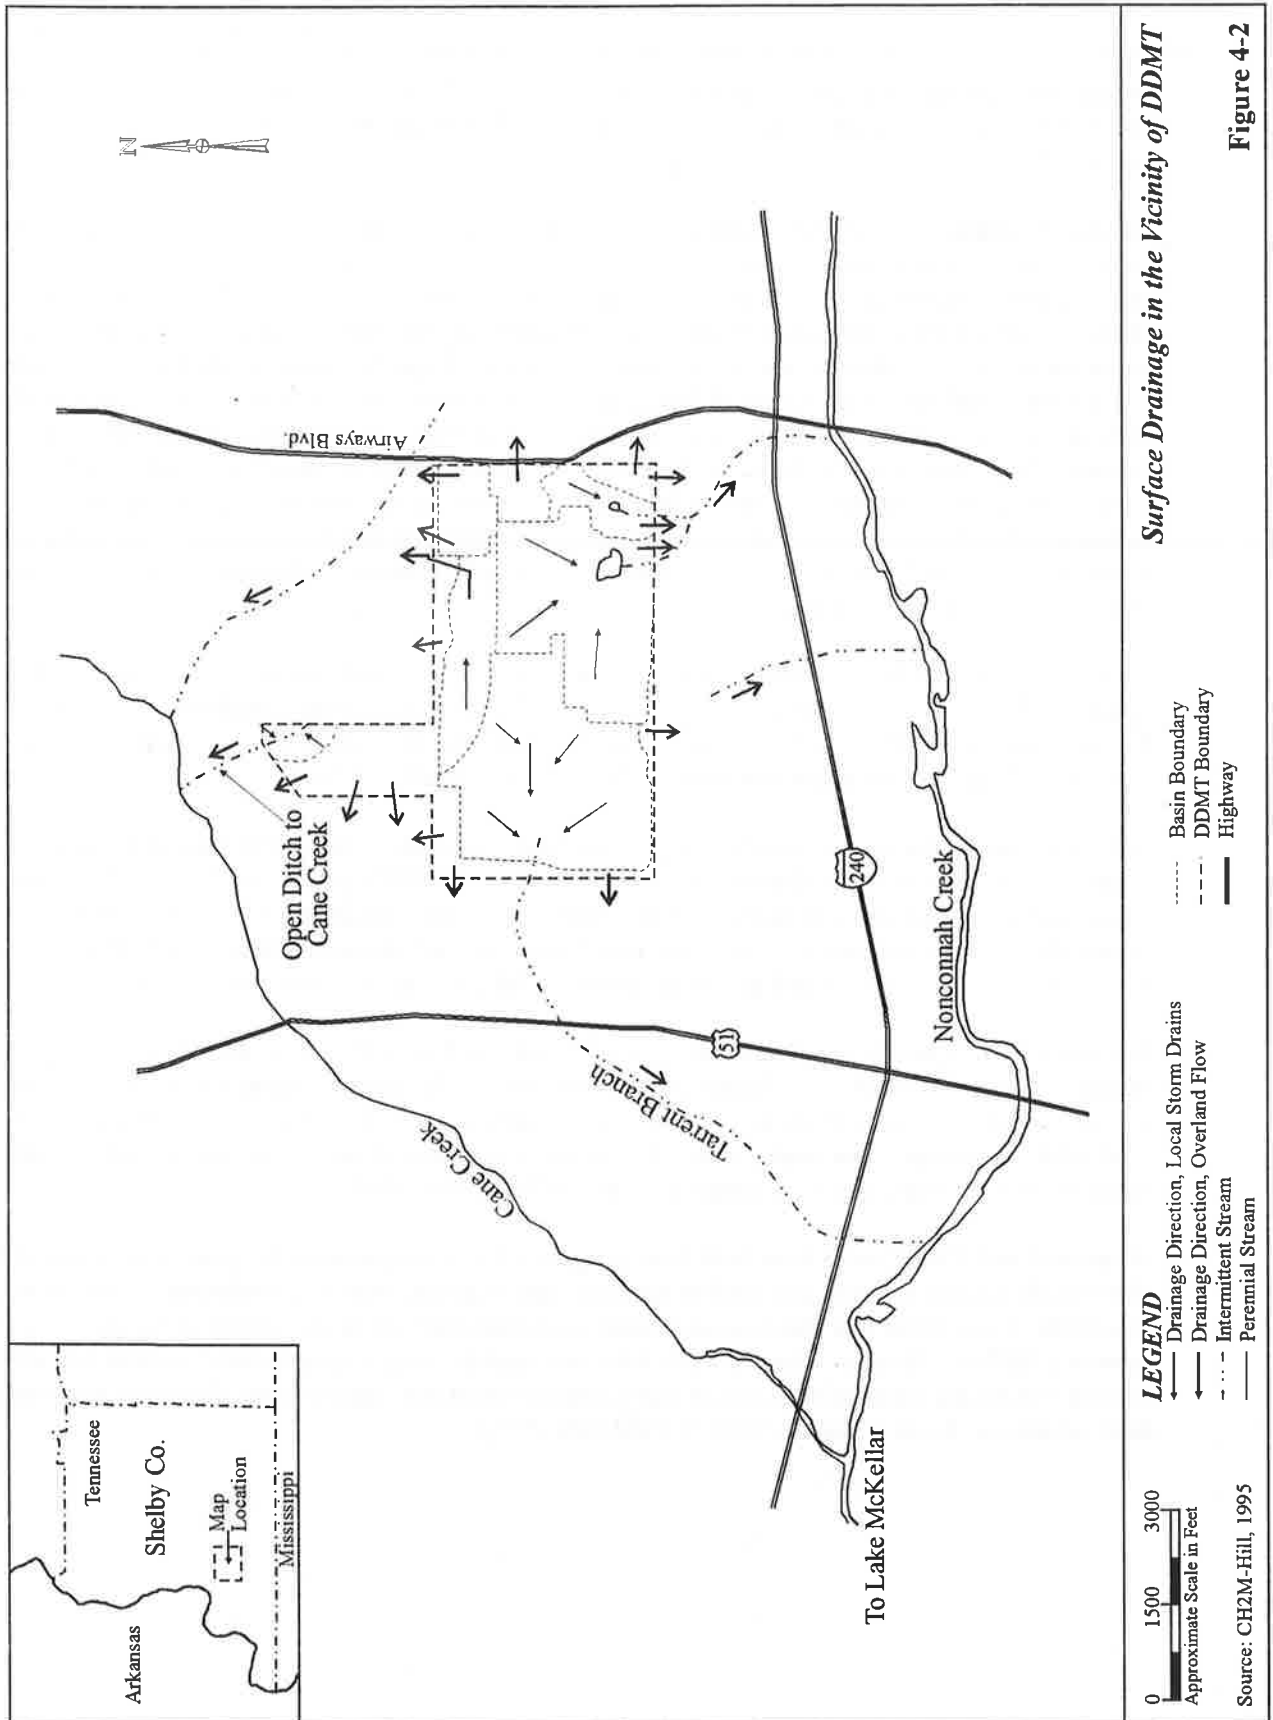 Arkansas
Tennessee
Shelby Co.
Map
Location
Mississippi
N
Airways Blvd.
Open Ditch to
Cane Creek
Cane Creek
Tarrent Branch
51
240
Nonconnah Creek
To Lake McKellar
0 1500 3000
Approximate Scale in Feet
Source: CH2M-Hill, 1995
LEGEND
Drainage Direction, Local Storm Drains
Drainage Direction, Overland Flow
Intermittent Stream
Perennial Stream
Basin Boundary
DDMT Boundary
Highway
Surface Drainage in the Vicinity of DDMT
Figure 4-2